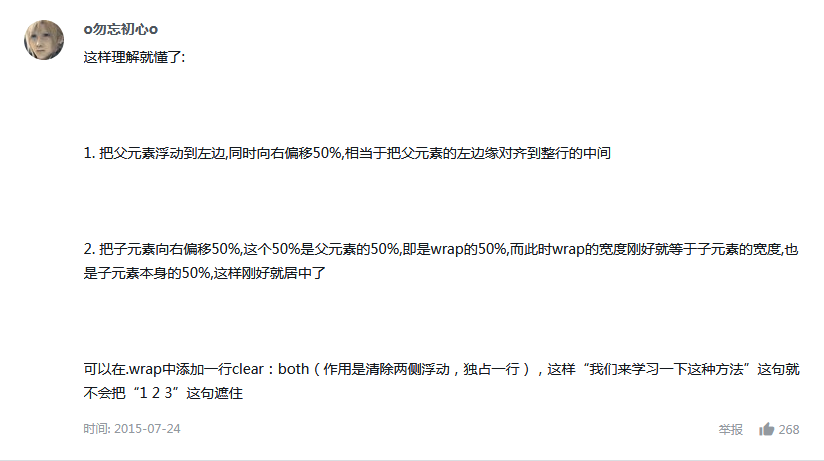 o勿忘初心o
这样理解就懂了:
1. 把父元素浮动到左边,同时向右偏移50%,相当于把父元素的左边缘对齐到整行的中间
2. 把子元素向右偏移50%,这个50%是父元素的50%,即是wrap的50%,而此时wrap的宽度刚好就等于子元素的宽度,也
是子元素本身的50%,这样刚好就居中了
可以在.wrap中添加一行clear：both（作用是清除两侧浮动，独占一行），这样“我们来学习一下这种方法”这句就
不会把“1 2 3”这句遮住
时间: 2015-07-24
举报 268